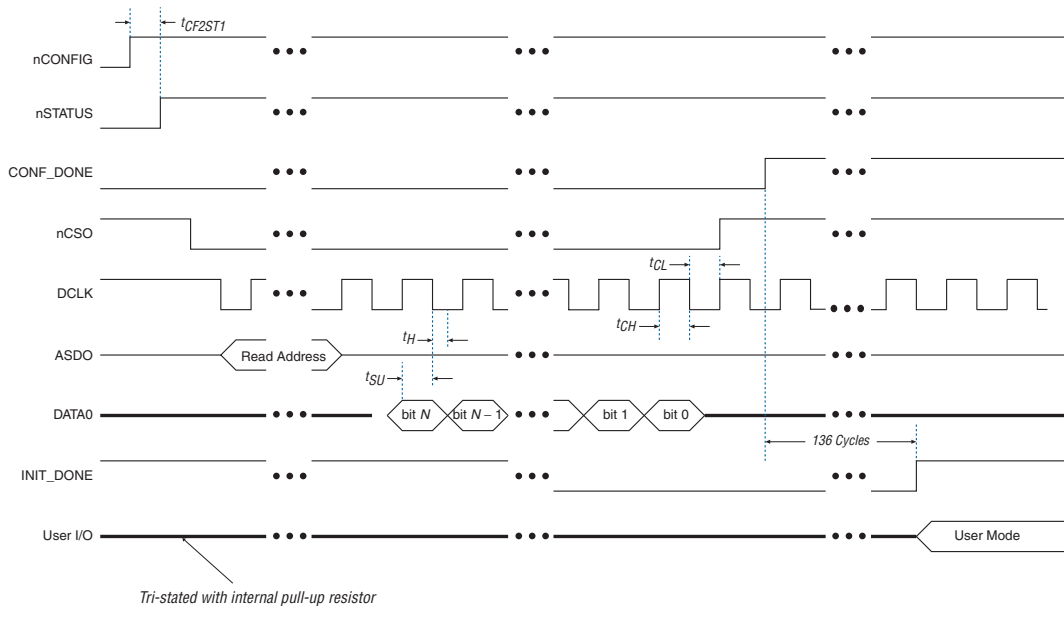 tCF2ST1
nCONFIG
nSTATUS
CONF_DONE
nCSO
tCL
DCLK
tCH
tH
ASDO
Read Address
tSU
DATA0
bit N
bit N – 1
bit 1
bit 0
136 Cycles
INIT_DONE
User I/O
User Mode
Tri-stated with internal pull-up resistor